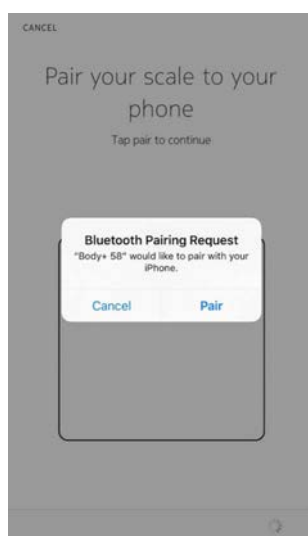 CANCEL
Pair your scale to your
phone
Tap pair to continue
Bluetooth Pairing Request
"Body+ 58" would like to pair with your
iPhone.
Cancel Pair